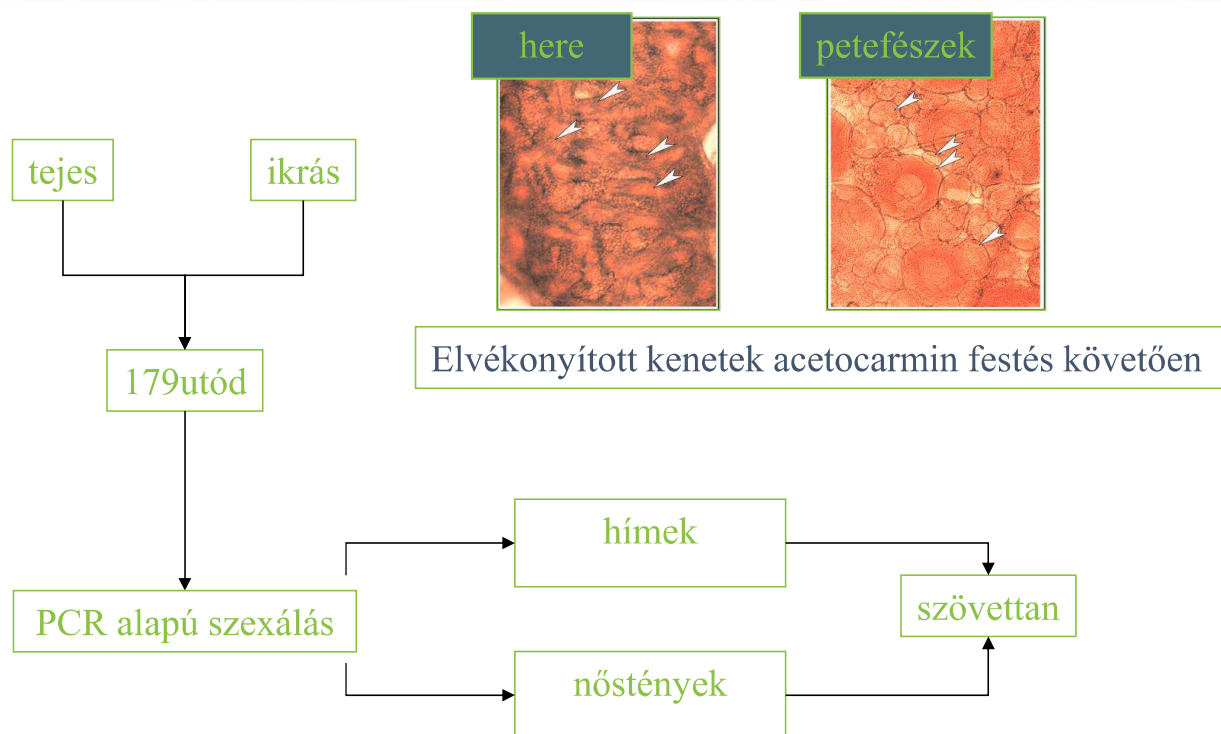 here
petefészek
tejes
ikrás
Elvékonyított kenetek acetocarmin festés követően
179utód
hímek
PCR alapú szexálás
szövettan
nőstények